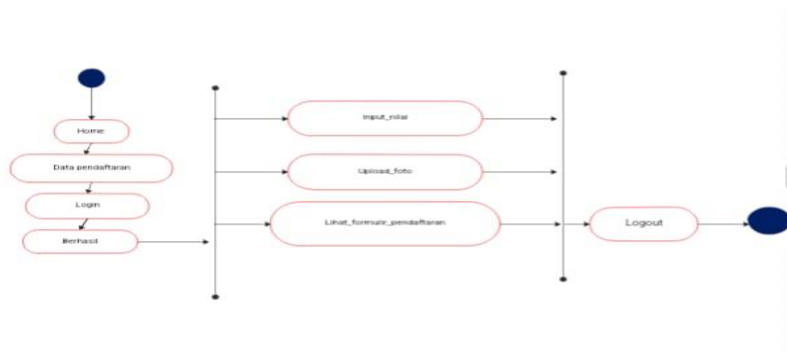 Home
Data pendaftaran
Login
Berhasil
Input_nilai
Upload_foto
Lihat_formulir_pendaftaran
Logout